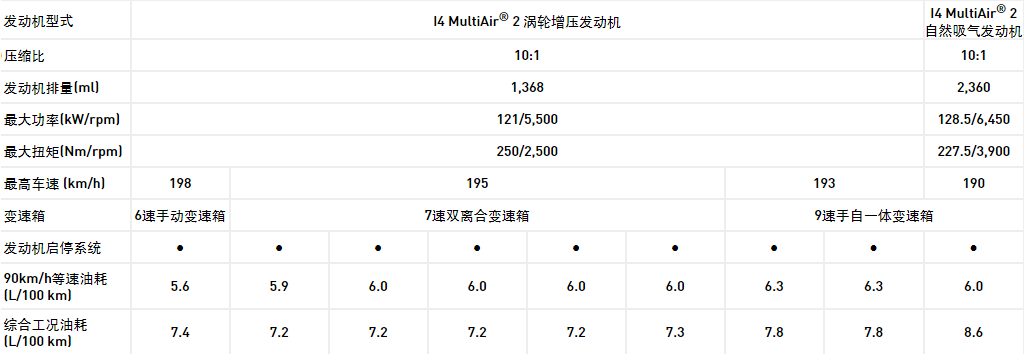 发动机型式 I4 MultiAir® 2 涡轮增压发动机 I4 MultiAir® 2
自然吸气发动机
压缩比 10:1 10:1
发动机排量(ml) 1,368 2,360
最大功率(kW/rpm) 121/5,500 128.5/6,450
最大扭矩(Nm/rpm) 250/2,500 227.5/3,900
最高车速 (km/h) 198 195 193 190
变速箱 6速手动变速箱 7速双离合变速箱 9速手自一体变速箱
发动机启停系统 ● ● ● ● ● ● ● ● ●
90km/h等速油耗
(L/100 km) 5.6 5.9 6.0 6.0 6.0 6.0 6.3 6.3 6.0
综合工况油耗
(L/100 km) 7.4 7.2 7.2 7.2 7.2 7.3 7.8 7.8 8.6